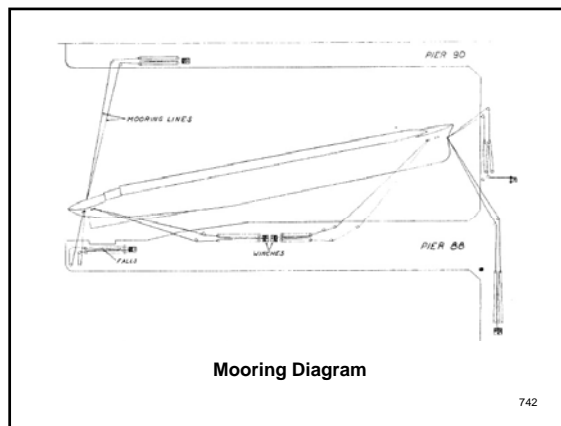 PIER 90
MOORING LINES
PIER 88
WINCHES
FALLS
Mooring Diagram
742